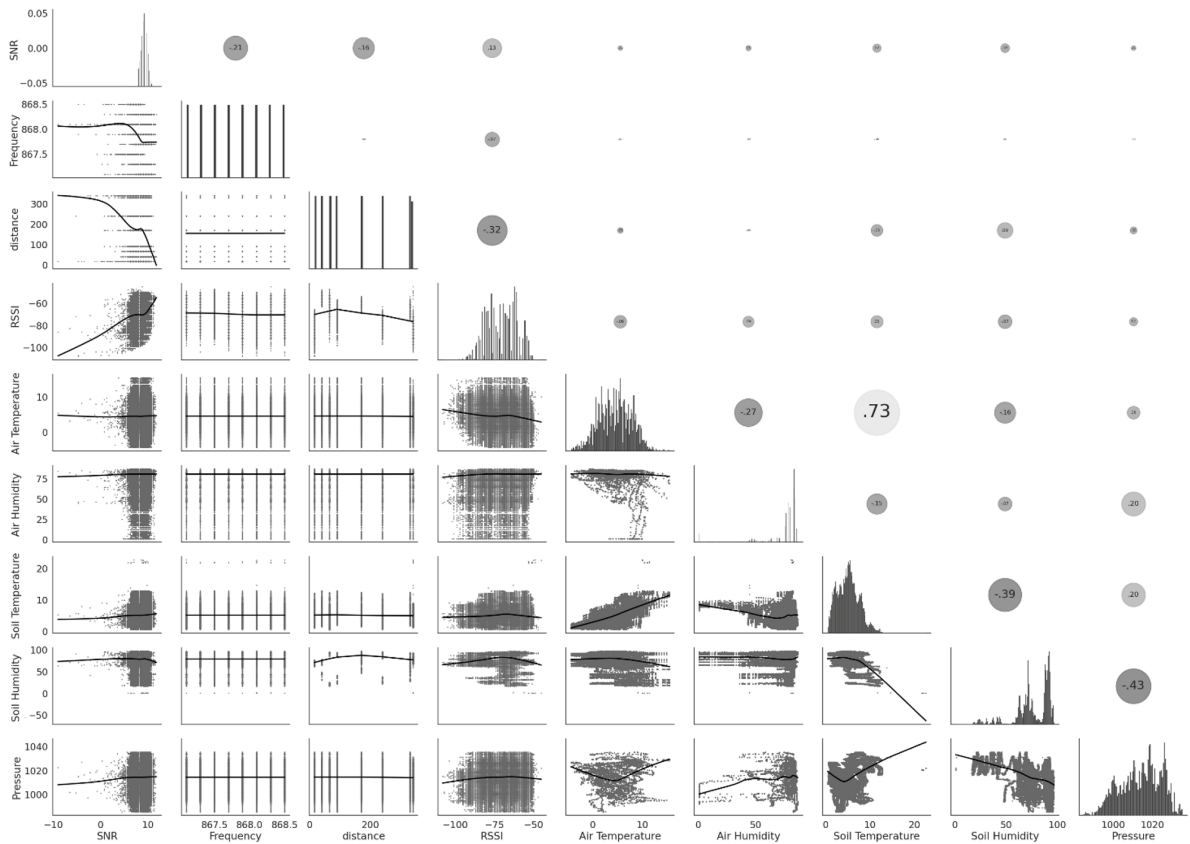 0.05
0.00
−0.05
SNR
-.21
-.16
.13
868.5
868.0
867.5
Frequency
300
200
100
0
distance
-.32
−60
−80
−100
RSSI
10
0
Air Temperature
-.27
.73
-.16
75
50
25
0
Air Humidity
-.15
.20
20
10
0
Soil Temperature
-.39
.20
100
50
0
−50
Soil Humidity
-.43
1040
1020
1000
Pressure
−10 0 10
SNR
867.5 868.0 868.5
Frequency
0 200
distance
−100 −75 −50
RSSI
0 10
Air Temperature
0 50
Air Humidity
0 10 20
Soil Temperature
0 50 100
Soil Humidity
1000 1020
Pressure